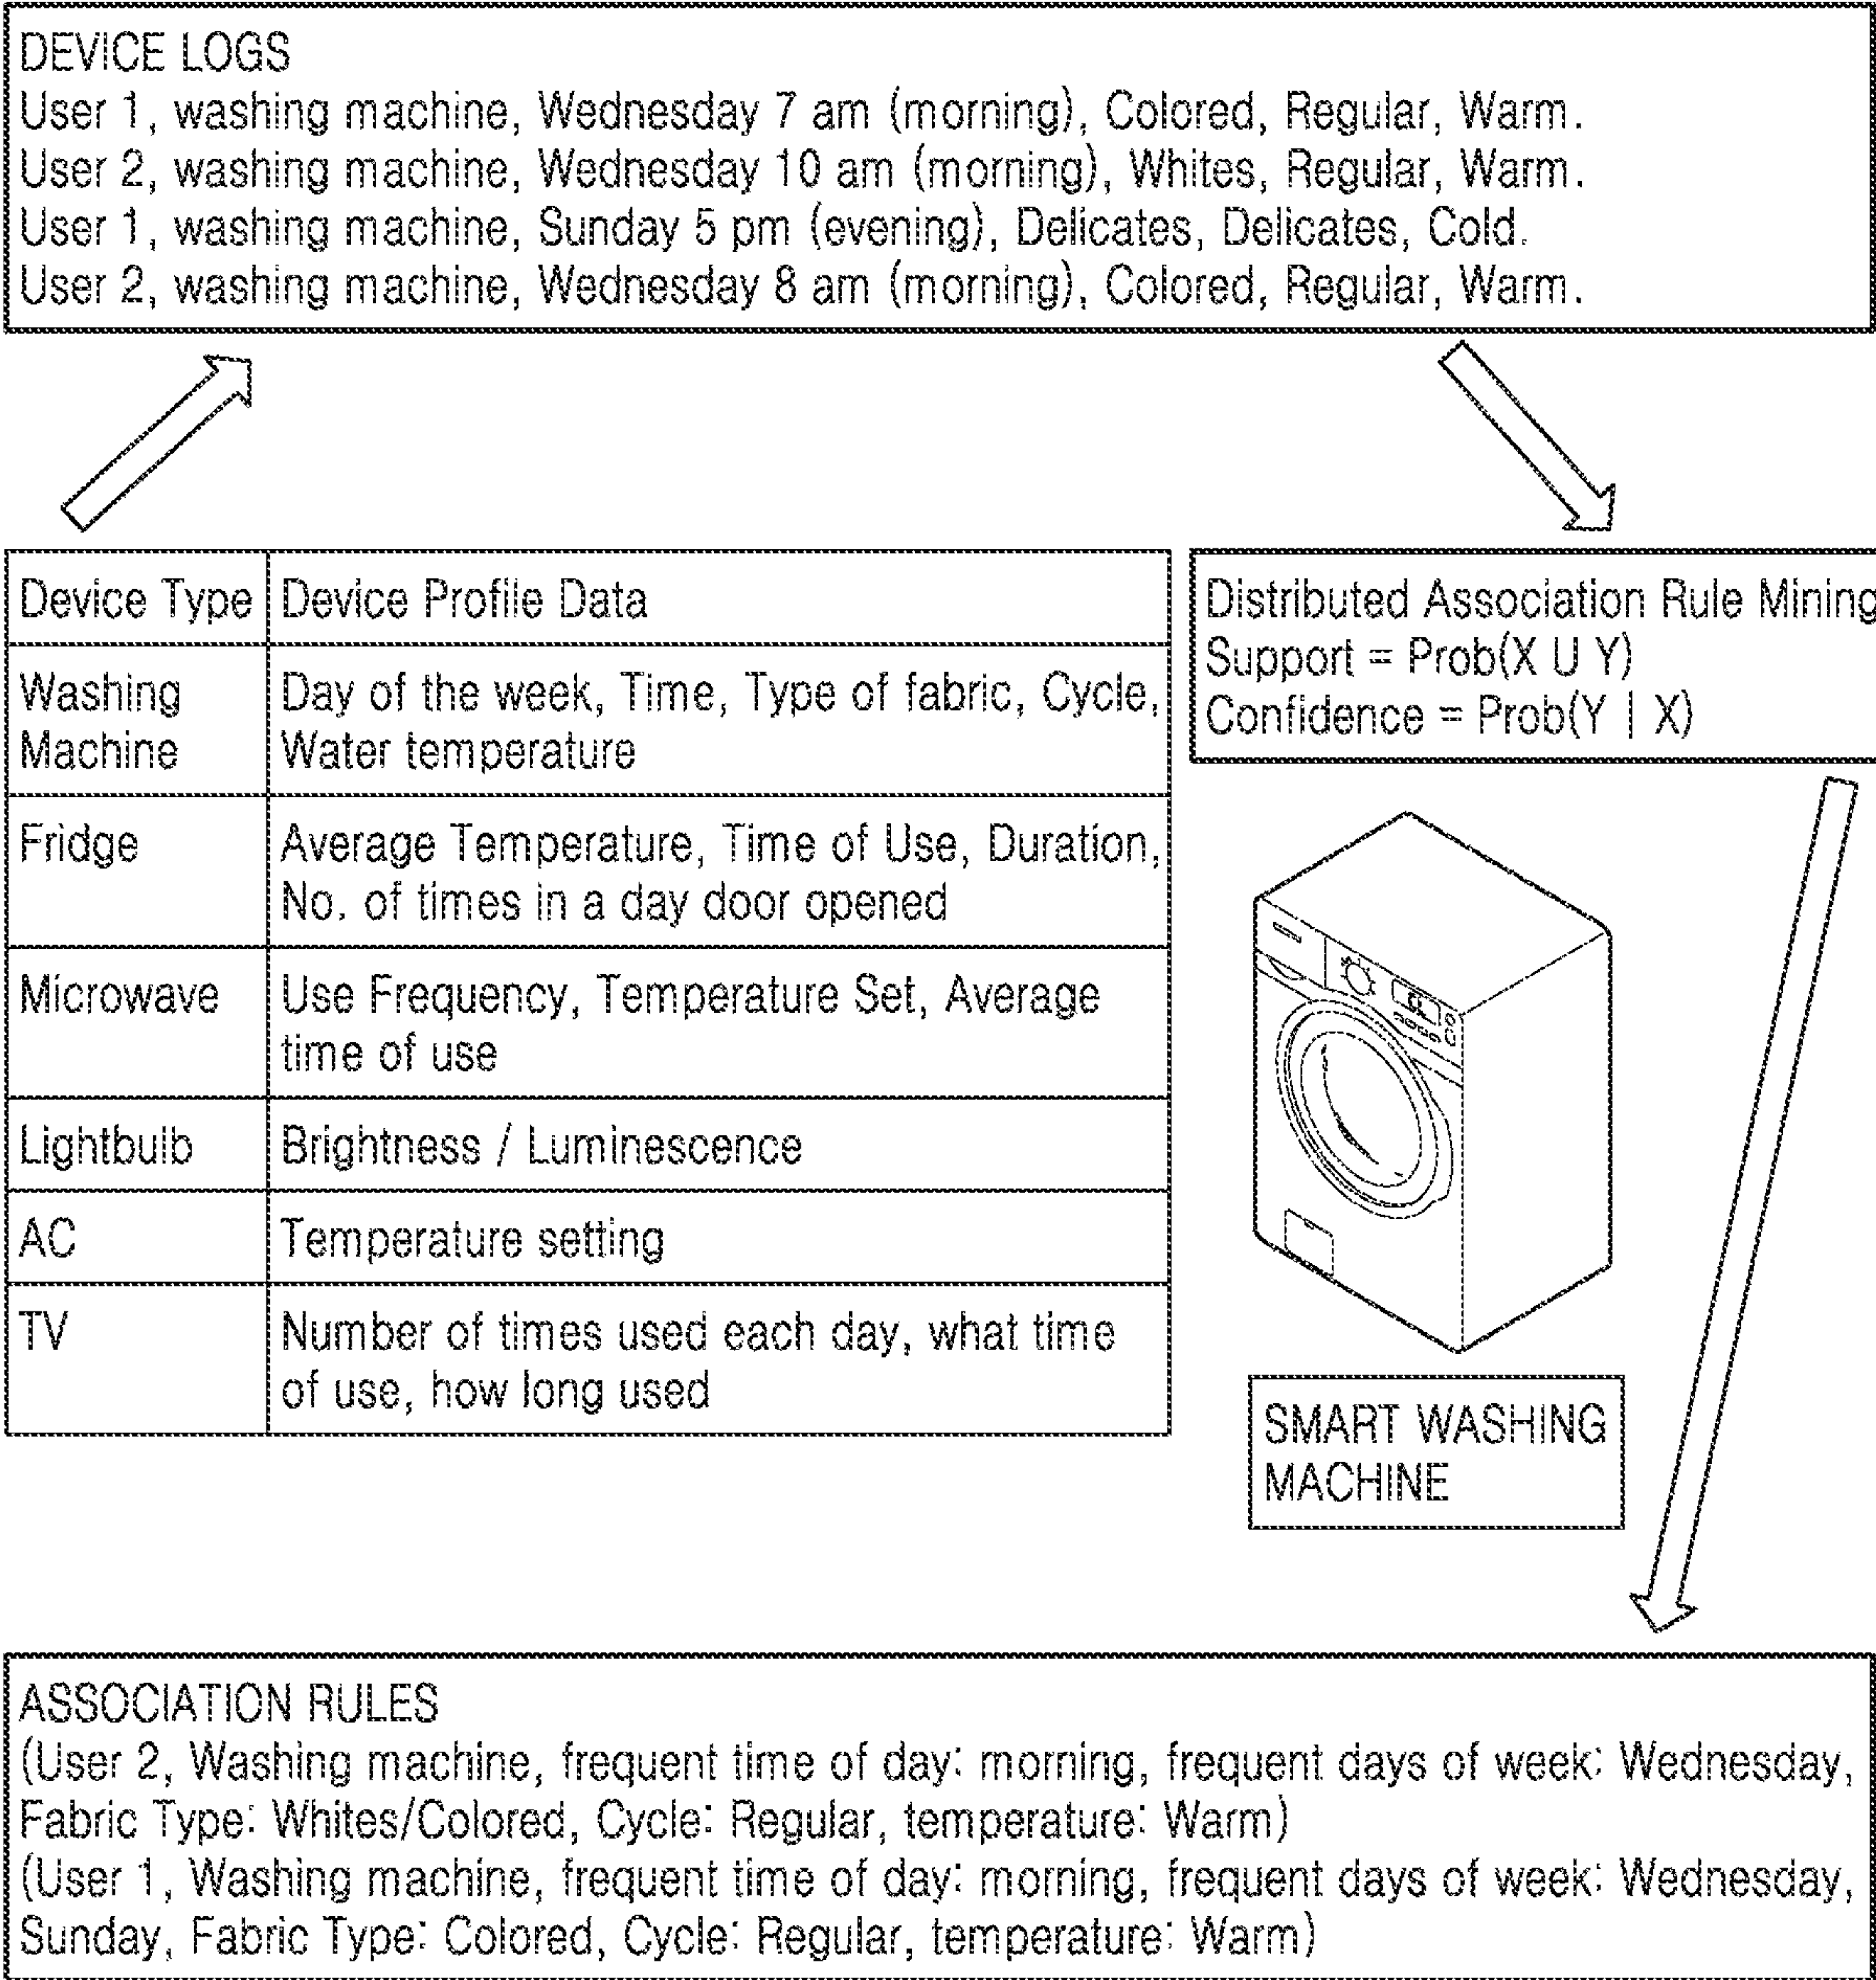 DEVICE LOGS
User 1, washing machine, Wednesday 7 am (morning), Colored, Regular, Warm.
User 2, washing machine, Wednesday 10 am (morning), Whites, Regular, Warm.
User 1, washing machine, Sunday 5 pm (evening), Delicates, Delicates, Cold.
User 2, washing machine, Wednesday 8 am (morning), Colored, Regular, Warm.
Device Type
Device Profile Data
Washing
Machine
Day of the week, Time, Type of fabric, Cycle,
Water temperature
Fridge
Average Temperature, Time of Use, Duration,
No. of times in a day door opened
Microwave
Use Frequency, Temperature Set, Average
time of use
Lightbulb
Brightness / Luminescence
AC
Temperature setting
TV
Number of times used each day, what time
of use, how long used
Distributed Association Rule Mining
Support = Prob(X U Y)
Confidence = Prob(Y | X)
SMART WASHING
MACHINE
ASSOCIATION RULES
(User 2, Washing machine, frequent time of day: morning, frequent days of week: Wednesday,
Fabric Type: Whites/Colored, Cycle: Regular, temperature: Warm)
(User 1, Washing machine, frequent time of day: morning, frequent days of week: Wednesday,
Sunday, Fabric Type: Colored, Cycle: Regular, temperature: Warm)